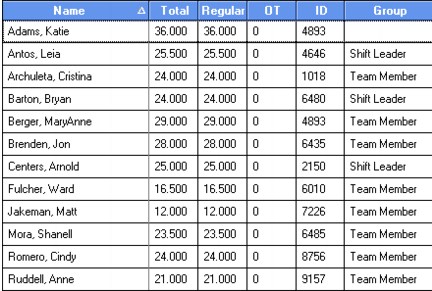 Name Total Regular OT ID Group
Adams, Katie 36.000 36.000 0 4893
Antos, Leia 25.500 25.500 0 4646 Shift Leader
Archuleta, Cristina 24.000 24.000 0 1018 Team Member
Barton, Bryan 24.000 24.000 0 6480 Shift Leader
Berger, MaryAnne 29.000 29.000 0 4893 Team Member
Brenden, Jon 28.000 28.000 0 6435 Team Member
Centers, Arnold 25.000 25.000 0 2150 Shift Leader
Fulcher, Ward 16.500 16.500 0 6010 Team Member
Jakeman, Matt 12.000 12.000 0 7226 Team Member
Mora, Shanell 23.500 23.500 0 6485 Team Member
Romero, Cindy 24.000 24.000 0 8756 Team Member
Ruddell, Anne 21.000 21.000 0 9157 Team Member